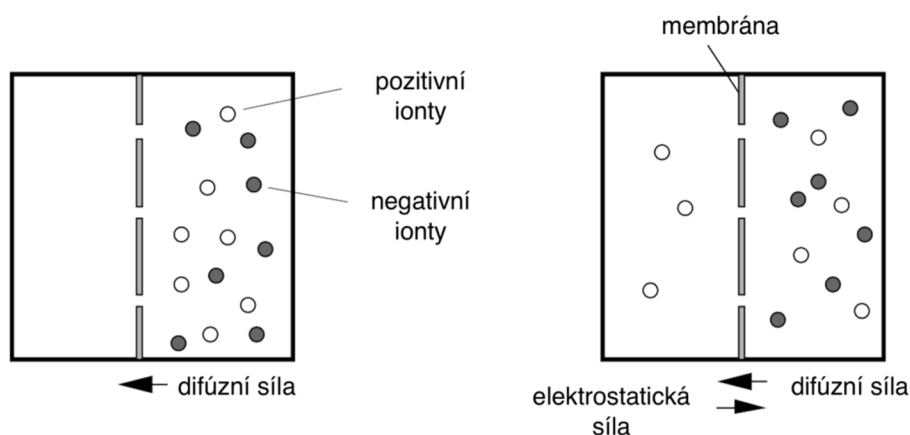 pozitivní
ionty
negativní
ionty
difúzní síla
membrána
difúzní síla
elektrostatická
síla